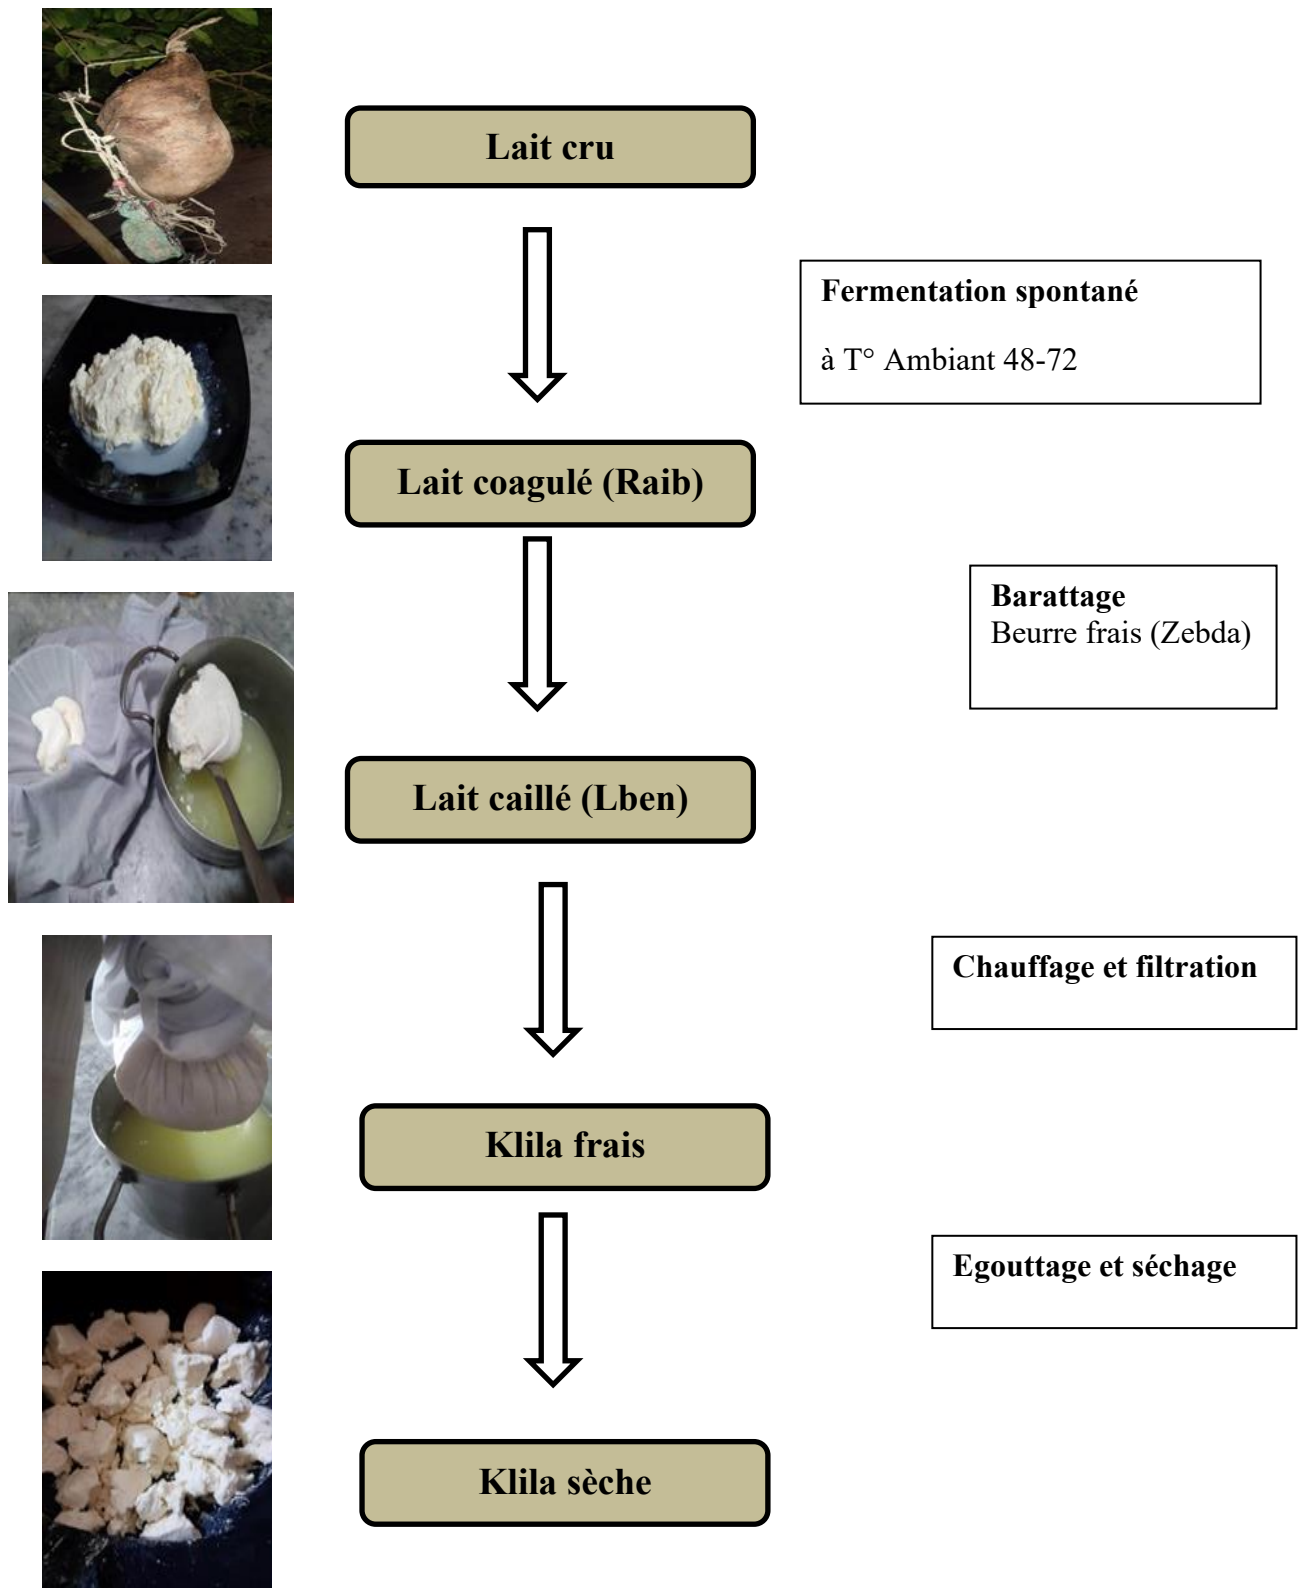 Lait cru
Fermentation spontané
à T° Ambiant 48-72
Lait coagulé (Raib)
Barattage
Beurre frais (Zebda)
Lait caillé (Lben)
Chauffage et filtration
Klila frais
Egouttage et séchage
Klila sèche